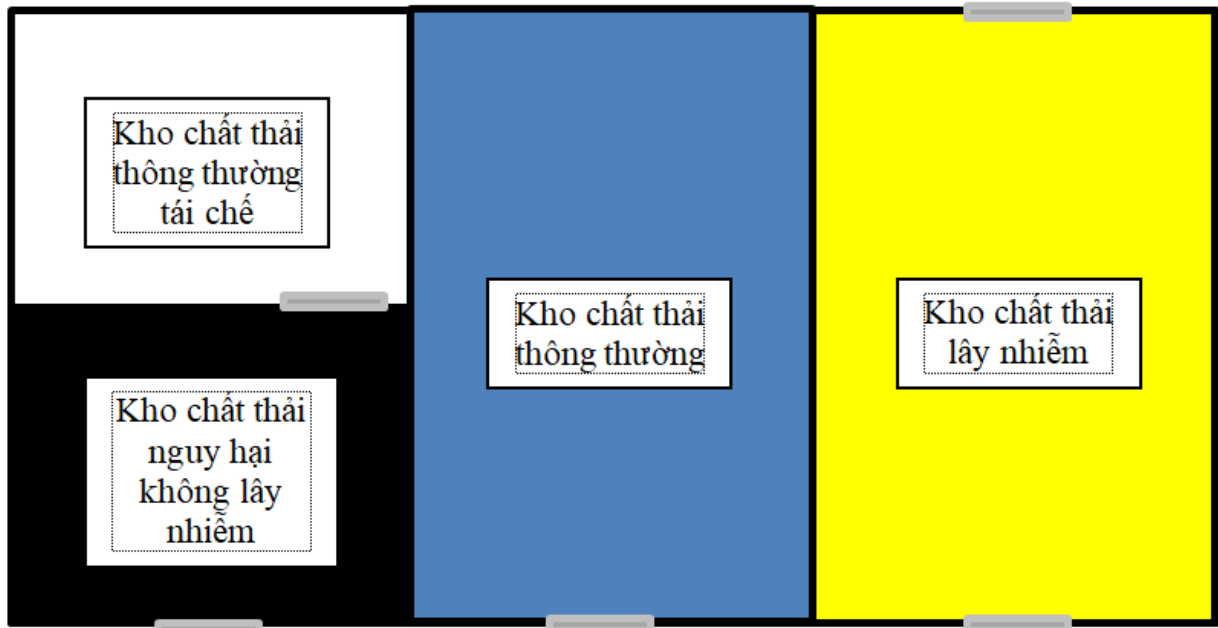 Kho chất thải
thông thường
tái chế
Kho chất thải
nguy hại
không lây
nhiễm
Kho chất thải
thông thường
Kho chất thải
lây nhiễm